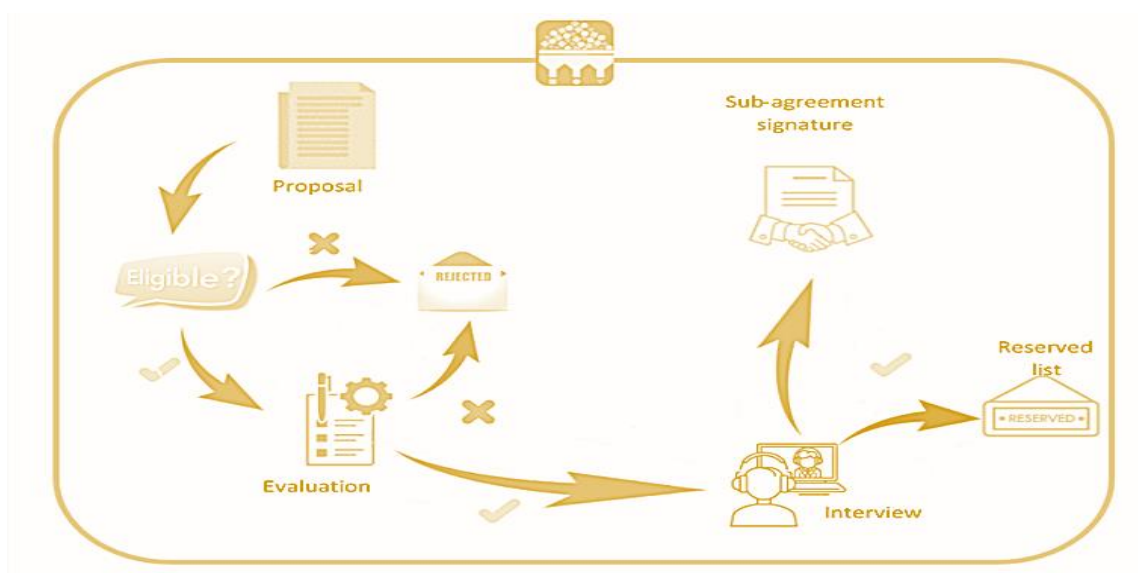 Proposal
Eligible?
REJECTED
Evaluation
Sub-agreement
signature
Reserved
list
• RESERVED •
Interview